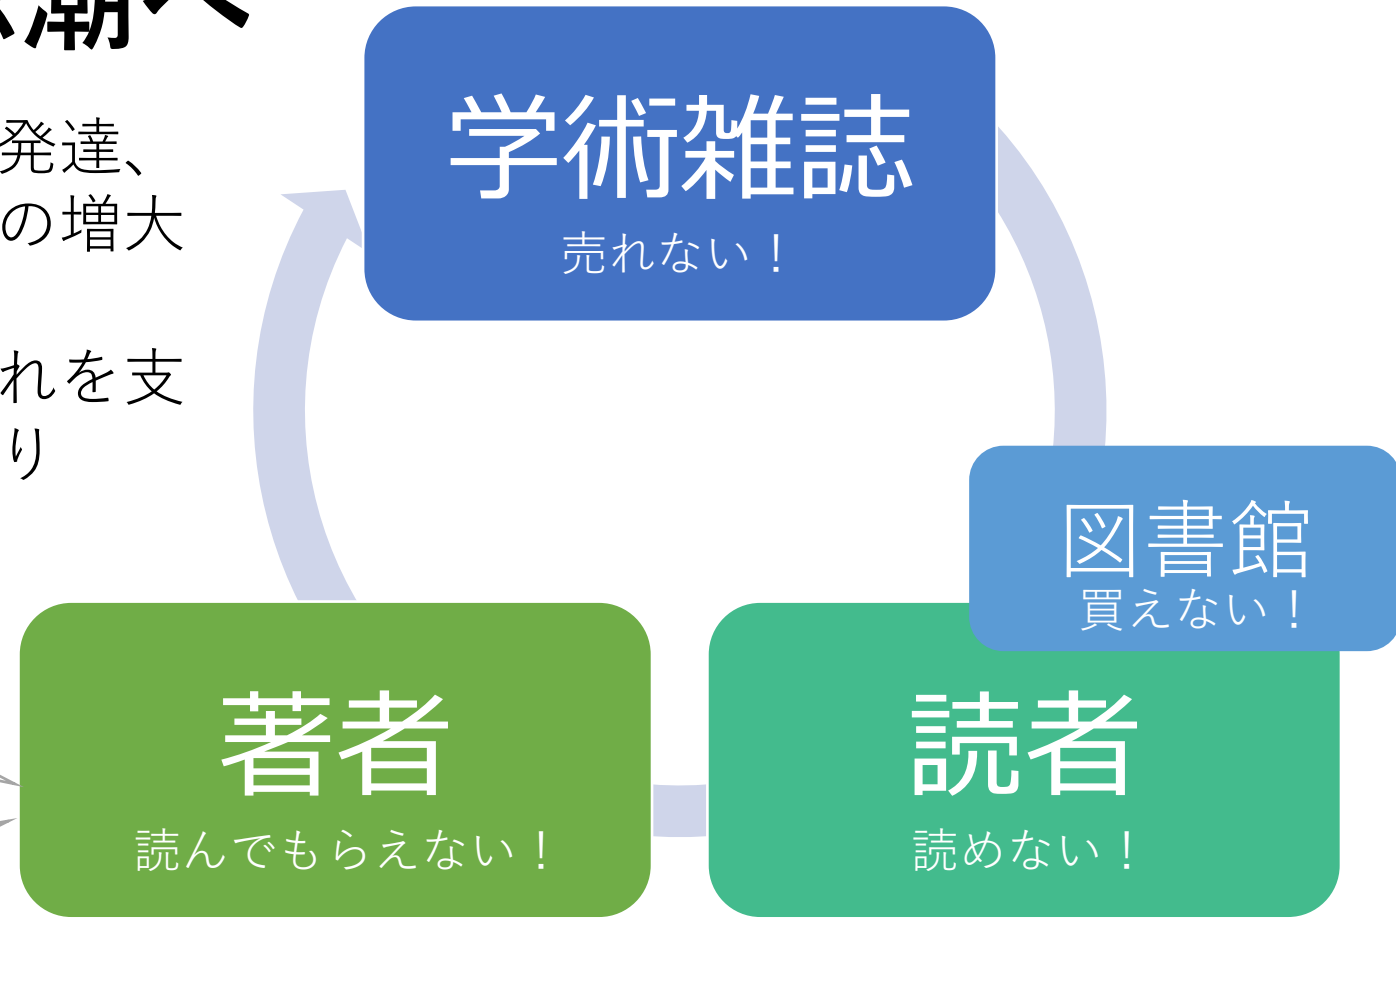 潮へ
発達、
の増大
れを支
り
学術雑誌
売れない！
図書館
買えない！
著者
読んでもらえない！
読者
読めない！